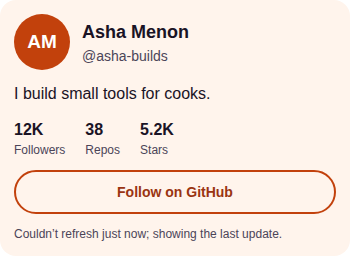 AM
Asha Menon
@asha-builds
I build small tools for cooks.
12K 38 5.2K
Followers Repos Stars
Follow on GitHub
Couldn’t refresh just now; showing the last update.